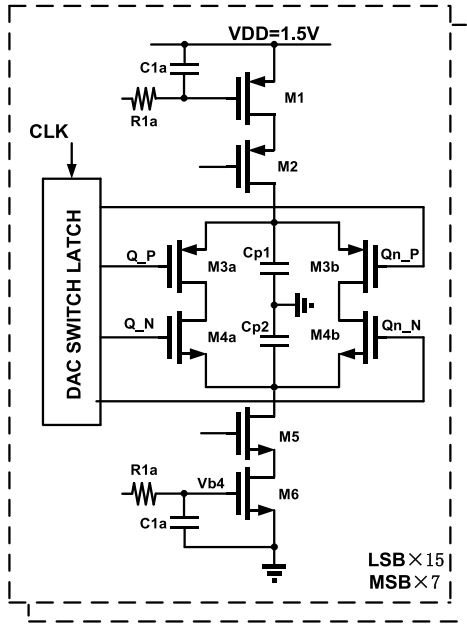 VDD=1.5V
C1a
M1
R1a
CLK
M2
DAC SWITCH LATCH
Q_P
M3a
Cp1
M3b
Qn_P
Q_N
M4a
Cp2
M4b
Qn_N
M5
R1a
Vb4
M6
C1a
LSB×15
MSB×7